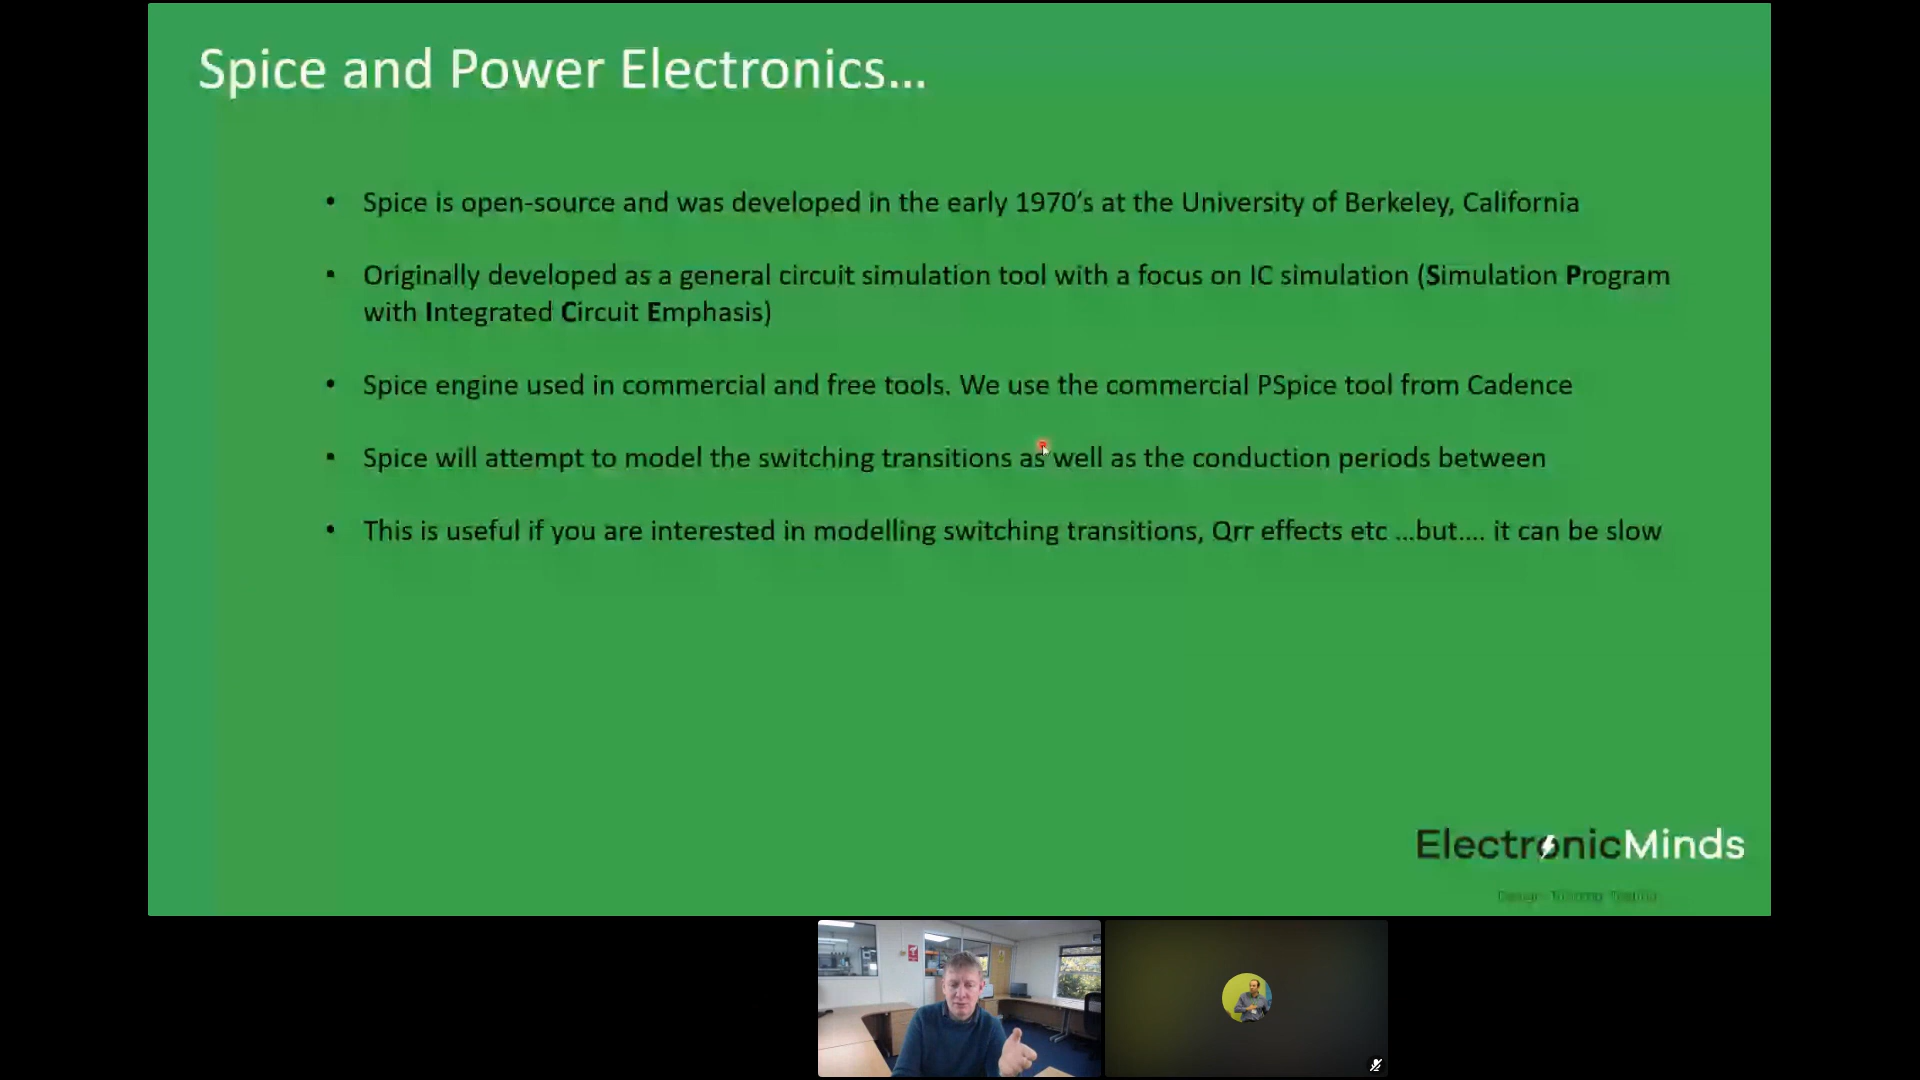 Spice and Power Electronics...
• Spice is open-source and was developed in the early 1970's at the University of Berkeley, California
• Originally developed as a general circuit simulation tool with a focus on IC simulation (Simulation Program
with Integrated Circuit Emphasis)
• Spice engine used in commercial and free tools. We use the commercial PSpice tool from Cadence
• Spice will attempt to model the switching transitions as well as the conduction periods between
• This is useful if you are interested in modelling switching transitions, Qrr effects etc ...but.... it can be slow
ElectronicMinds